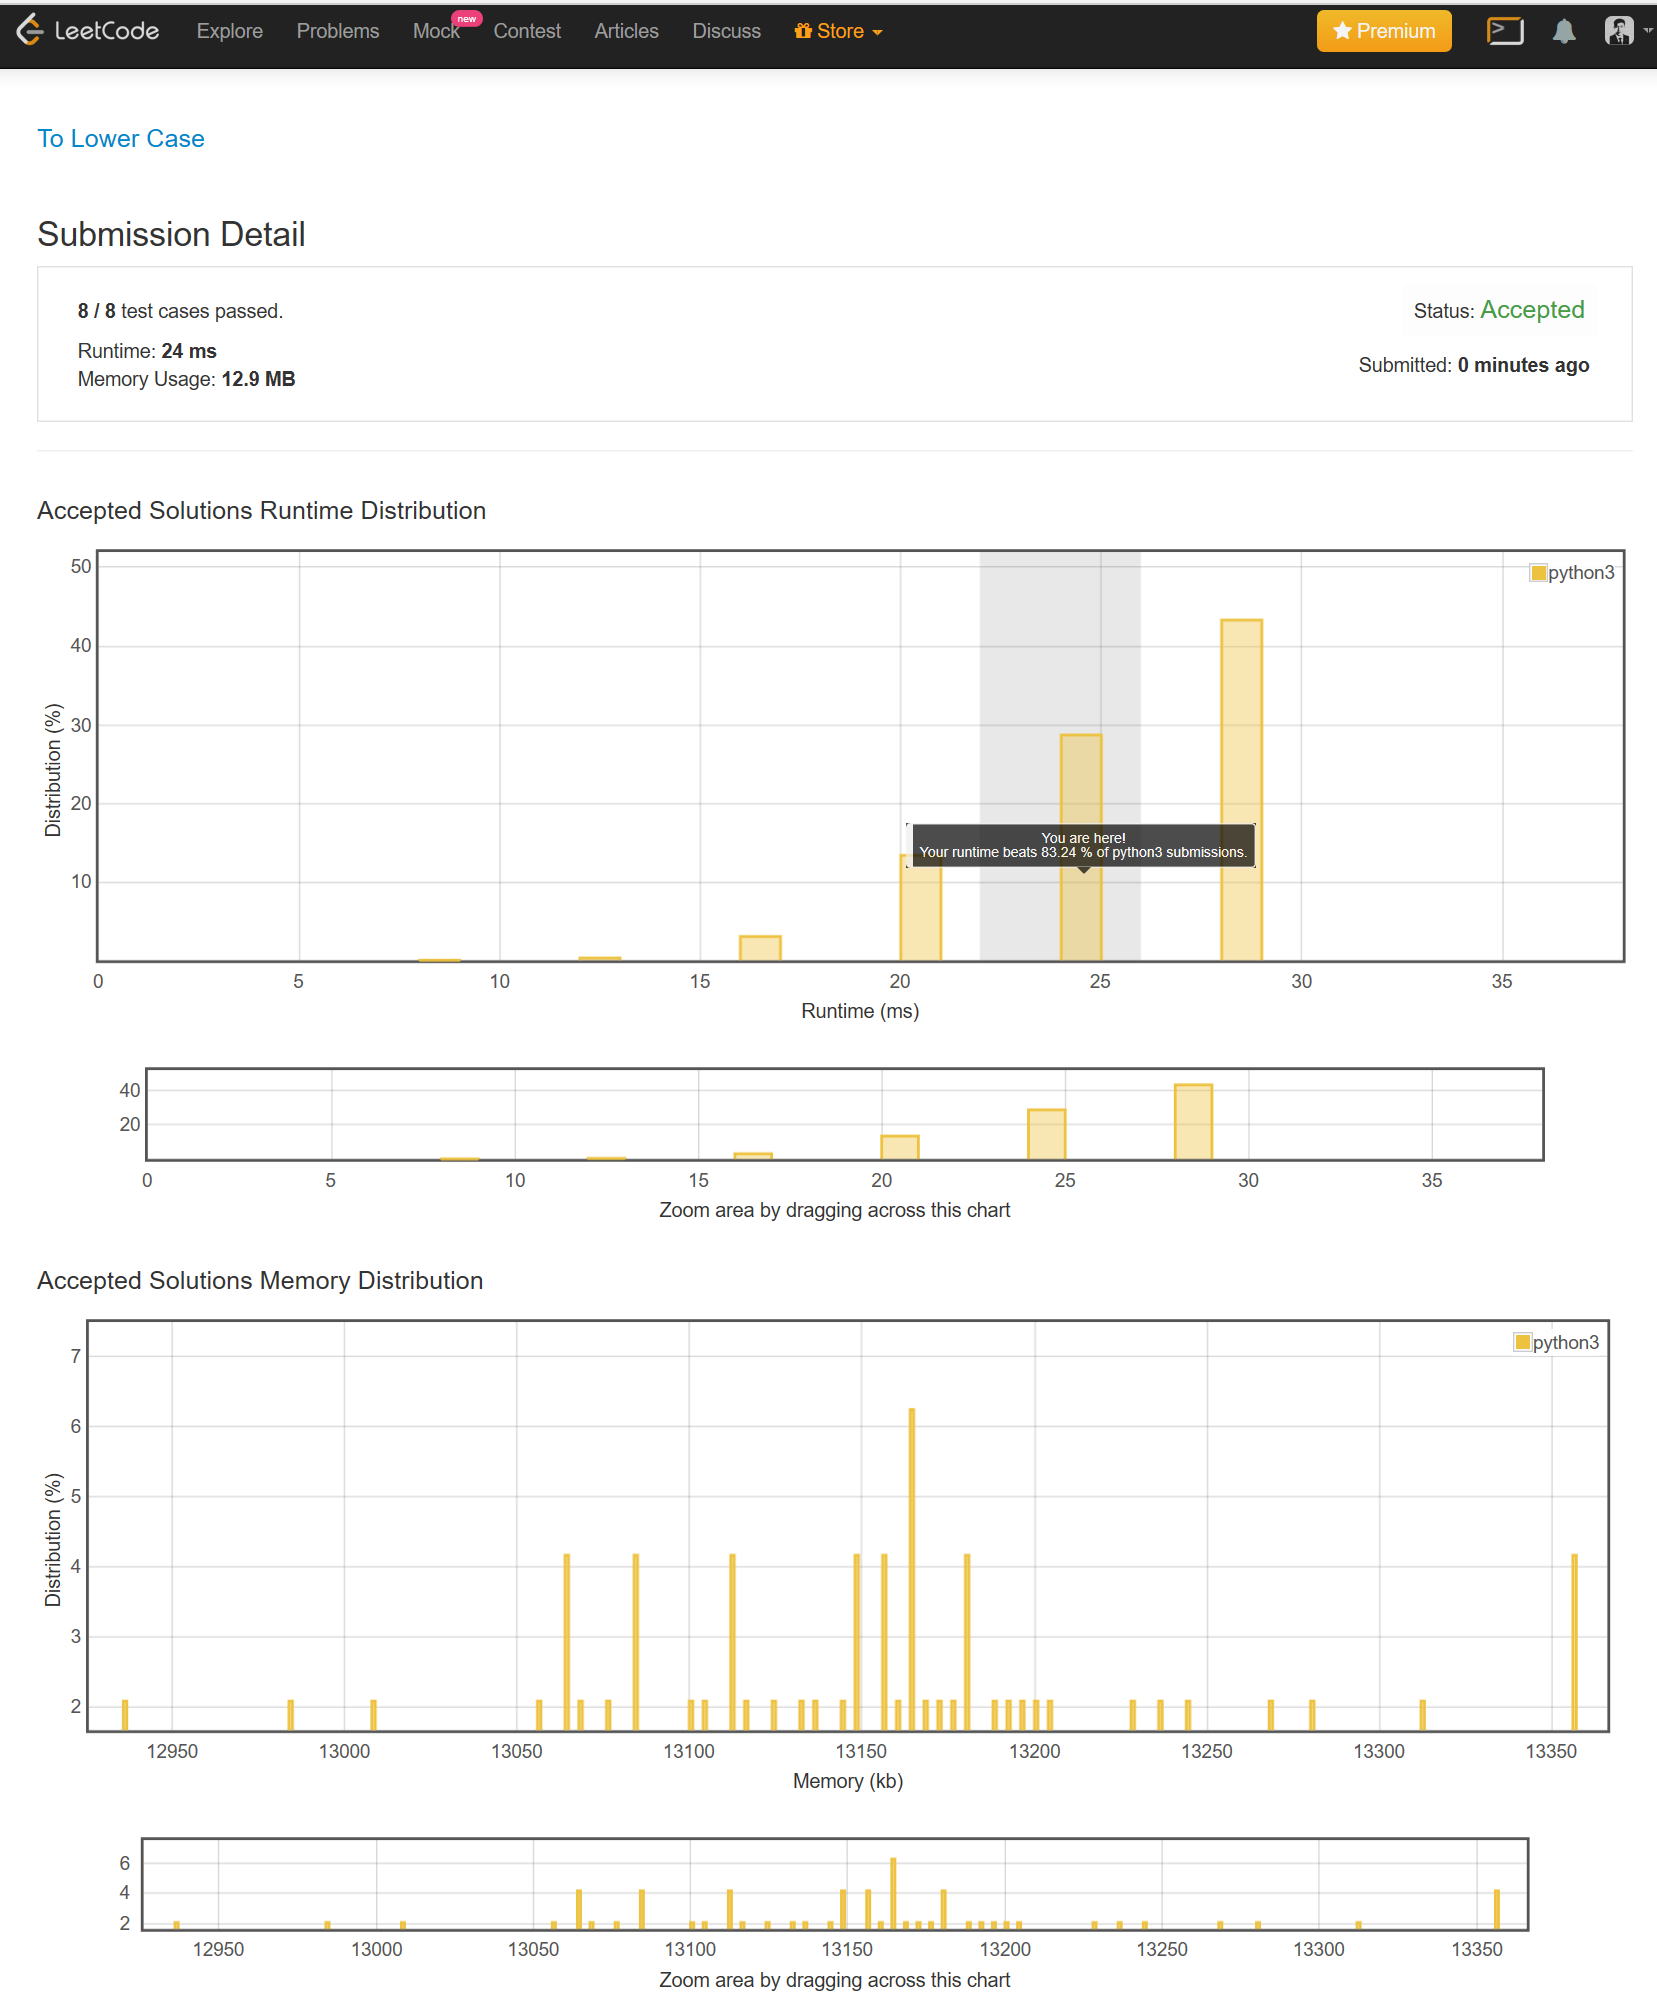 LeetCode Explore Problems Mock new Contest Articles Discuss Store Premium
To Lower Case
Submission Detail
8 / 8 test cases passed.
Status: Accepted
Runtime: 24 ms
Submitted: 0 minutes ago
Memory Usage: 12.9 MB
Accepted Solutions Runtime Distribution
50
python3
40
30
20
10
Distribution (%)
You are here!
Your runtime beats 83.24 % of python3 submissions.
0 5 10 15 20 25 30 35
Runtime (ms)
40
20
0 5 10 15 20 25 30 35
Zoom area by dragging across this chart
Accepted Solutions Memory Distribution
python3
7
6
5
4
3
2
Distribution (%)
12950 13000 13050 13100 13150 13200 13250 13300 13350
Memory (kb)
6
4
2
12950 13000 13050 13100 13150 13200 13250 13300 13350
Zoom area by dragging across this chart